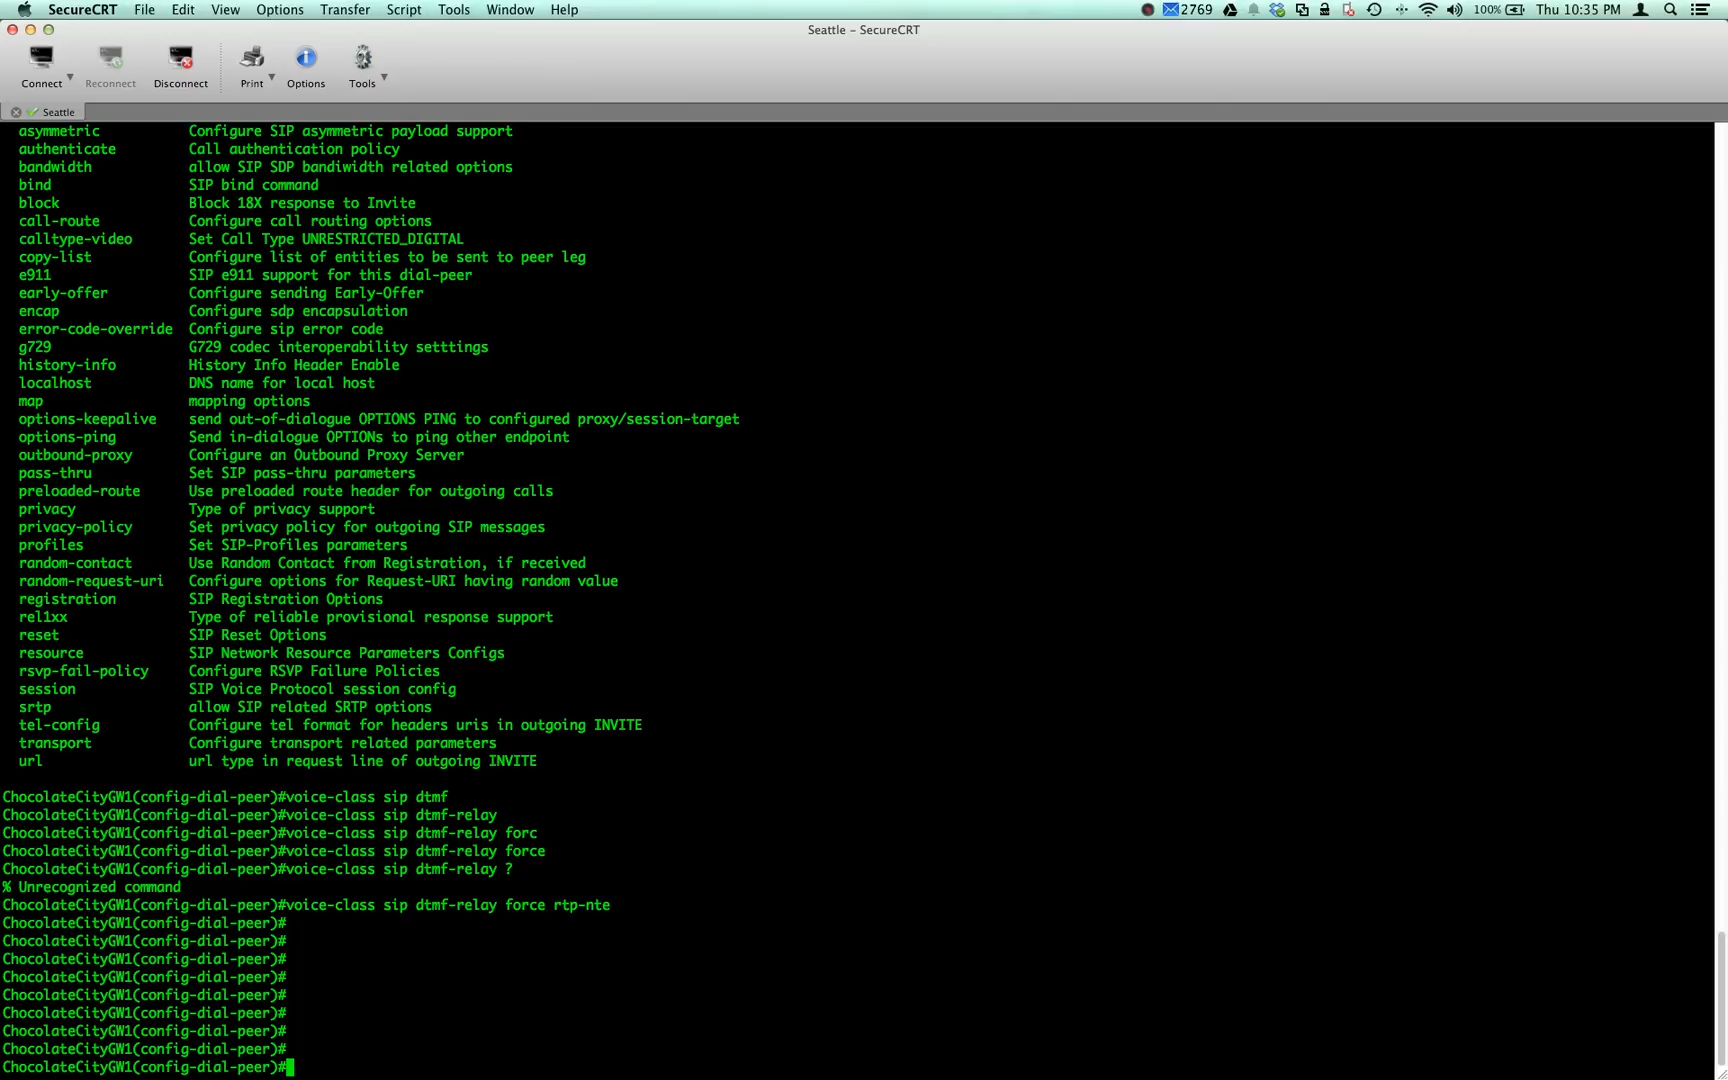 SecureCRT File Edit View Options Transfer Script Tools Window Help 2769 100% Thu 10:35 PM
Seattle – SecureCRT
Connect Reconnect Disconnect Print Options Tools
Seattle
asymmetric Configure SIP asymmetric payload support
authenticate Call authentication policy
bandwidth allow SIP SDP bandiwidth related options
bind SIP bind command
block Block 18X response to Invite
call-route Configure call routing options
calltype-video Set Call Type UNRESTRICTED_DIGITAL
copy-list Configure list of entities to be sent to peer leg
e911 SIP e911 support for this dial-peer
early-offer Configure sending Early-Offer
encap Configure sdp encapsulation
error-code-override Configure sip error code
g729 G729 codec interoperability setttings
history-info History Info Header Enable
localhost DNS name for local host
map mapping options
options-keepalive send out-of-dialogue OPTIONS PING to configured proxy/session-target
options-ping Send in-dialogue OPTIONs to ping other endpoint
outbound-proxy Configure an Outbound Proxy Server
pass-thru Set SIP pass-thru parameters
preloaded-route Use preloaded route header for outgoing calls
privacy Type of privacy support
privacy-policy Set privacy policy for outgoing SIP messages
profiles Set SIP-Profiles parameters
random-contact Use Random Contact from Registration, if received
random-request-uri Configure options for Request-URI having random value
registration SIP Registration Options
rel1xx Type of reliable provisional response support
reset SIP Reset Options
resource SIP Network Resource Parameters Configs
rsvp-fail-policy Configure RSVP Failure Policies
session SIP Voice Protocol session config
srtp allow SIP related SRTP options
tel-config Configure tel format for headers uris in outgoing INVITE
transport Configure transport related parameters
url url type in request line of outgoing INVITE
ChocolateCityGW1(config-dial-peer)#voice-class sip dtmf
ChocolateCityGW1(config-dial-peer)#voice-class sip dtmf-relay
ChocolateCityGW1(config-dial-peer)#voice-class sip dtmf-relay forc
ChocolateCityGW1(config-dial-peer)#voice-class sip dtmf-relay force
ChocolateCityGW1(config-dial-peer)#voice-class sip dtmf-relay ?
% Unrecognized command
ChocolateCityGW1(config-dial-peer)#voice-class sip dtmf-relay force rtp-nte
ChocolateCityGW1(config-dial-peer)#
ChocolateCityGW1(config-dial-peer)#
ChocolateCityGW1(config-dial-peer)#
ChocolateCityGW1(config-dial-peer)#
ChocolateCityGW1(config-dial-peer)#
ChocolateCityGW1(config-dial-peer)#
ChocolateCityGW1(config-dial-peer)#
ChocolateCityGW1(config-dial-peer)#
ChocolateCityGW1(config-dial-peer)#